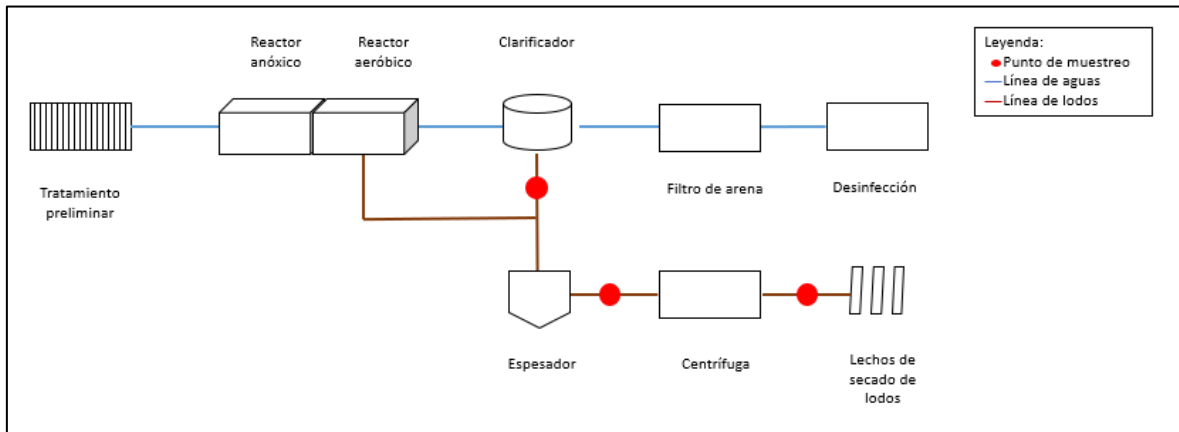 Reactor
anóxico
Reactor
aeróbico
Clarificador
Leyenda:
Punto de muestreo
Línea de aguas
Línea de lodos
Tratamiento
preliminar
Filtro de arena
Desinfección
Espesador
Centrífuga
Lechos de
secado de
lodos